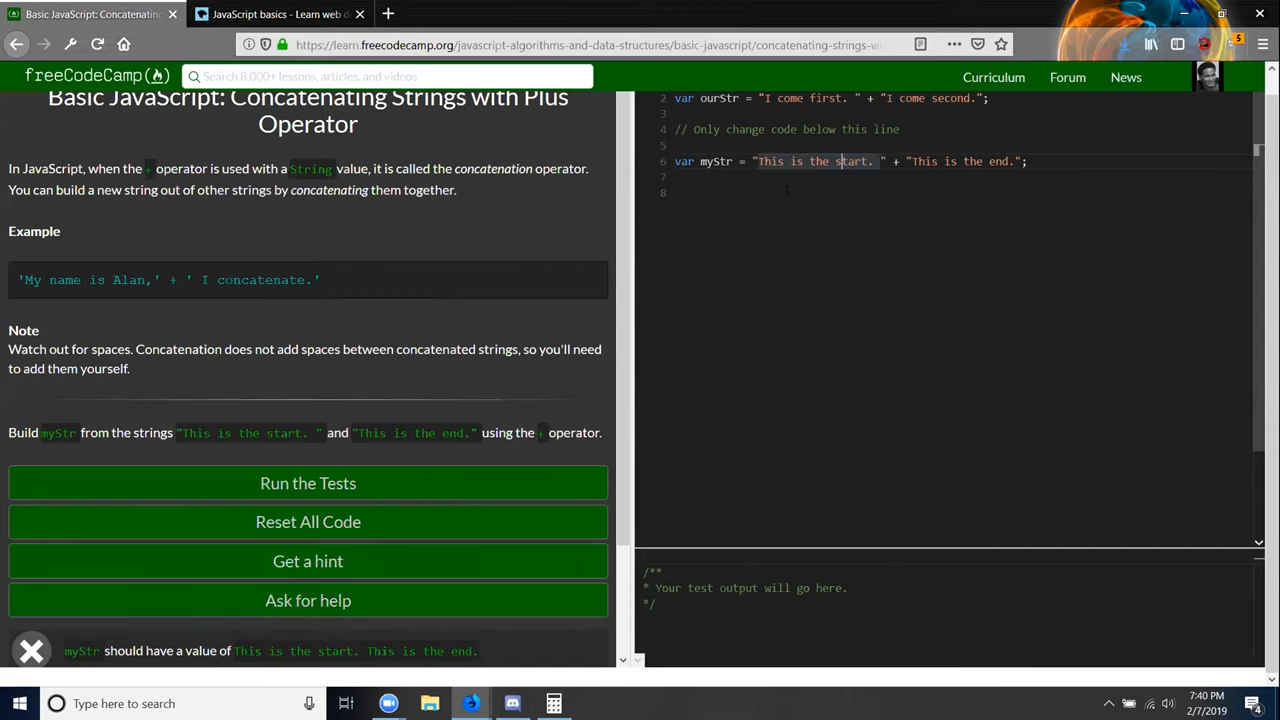 Basic JavaScript: Concatenating
JavaScript basics - Learn web d
https://learn.freecodecamp.org/javascript-algorithms-and-data-structures/basic-javascript/concatenating-strings-w
5
freeCodeCamp
Search 8,000+ lessons, articles, and videos
Curriculum
Forum
News
Basic JavaScript: Concatenating Strings with Plus
Operator
In JavaScript, when the + operator is used with a String value, it is called the concatenation operator.
You can build a new string out of other strings by concatenating them together.
Example
'My name is Alan,' + ' I concatenate.'
Note
Watch out for spaces. Concatenation does not add spaces between concatenated strings, so you'll need
to add them yourself.
Build myStr from the strings "This is the start. " and "This is the end." using the + operator.
Run the Tests
Reset All Code
Get a hint
Ask for help
myStr should have a value of This is the start. This is the end.
2 var ourStr = "I come first. " + "I come second.";
3
4 // Only change code below this line
5
6 var myStr = "This is the start. " + "This is the end.";
7
8
/**
* Your test output will go here.
*/
Type here to search
7:40 PM
2/7/2019
4